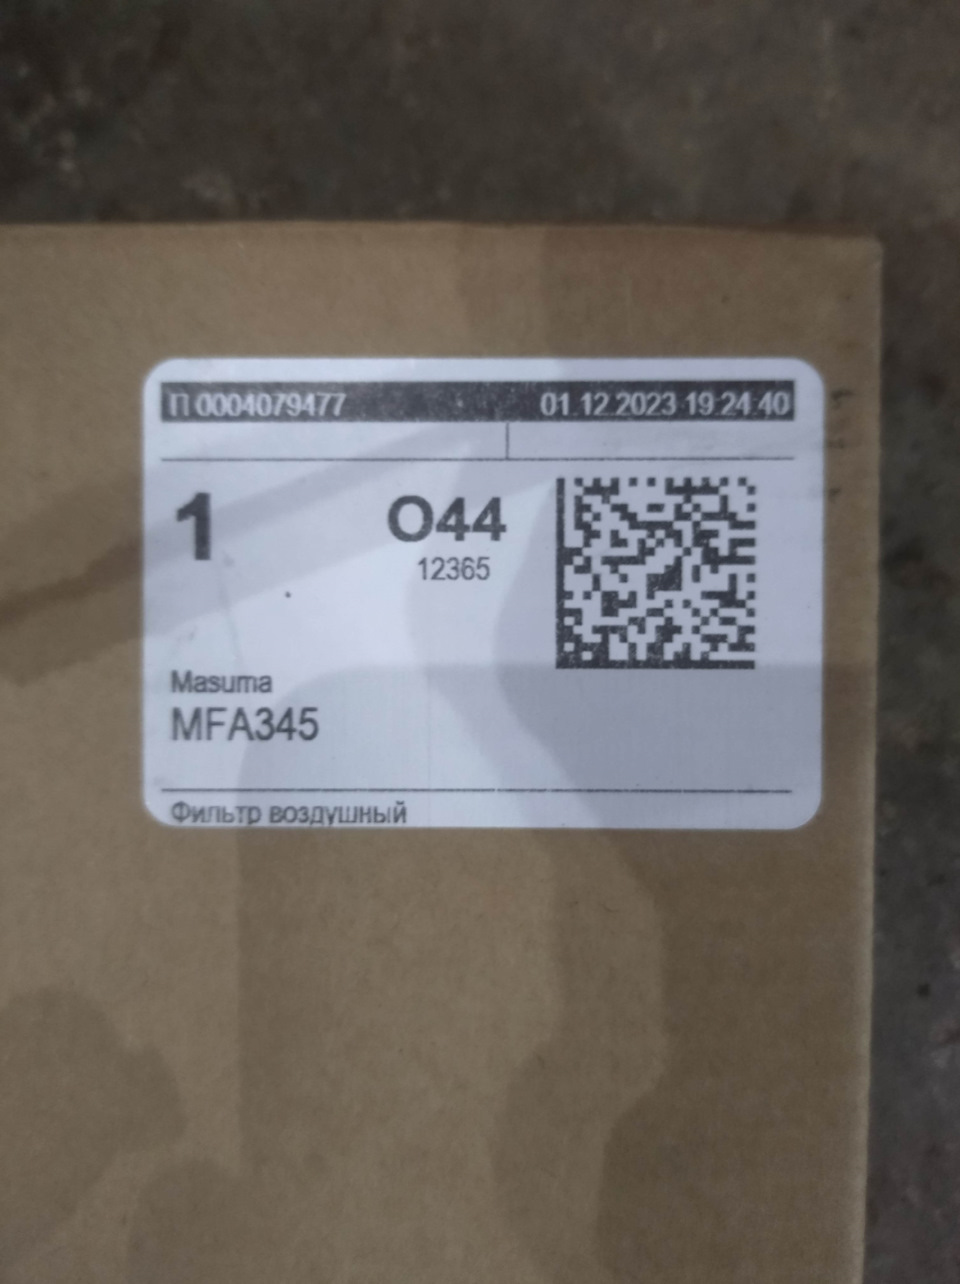 П 0004079477 01.12.2023 19:24:40
1 O44
12365
Masuma
MFA345
Фильтр воздушный